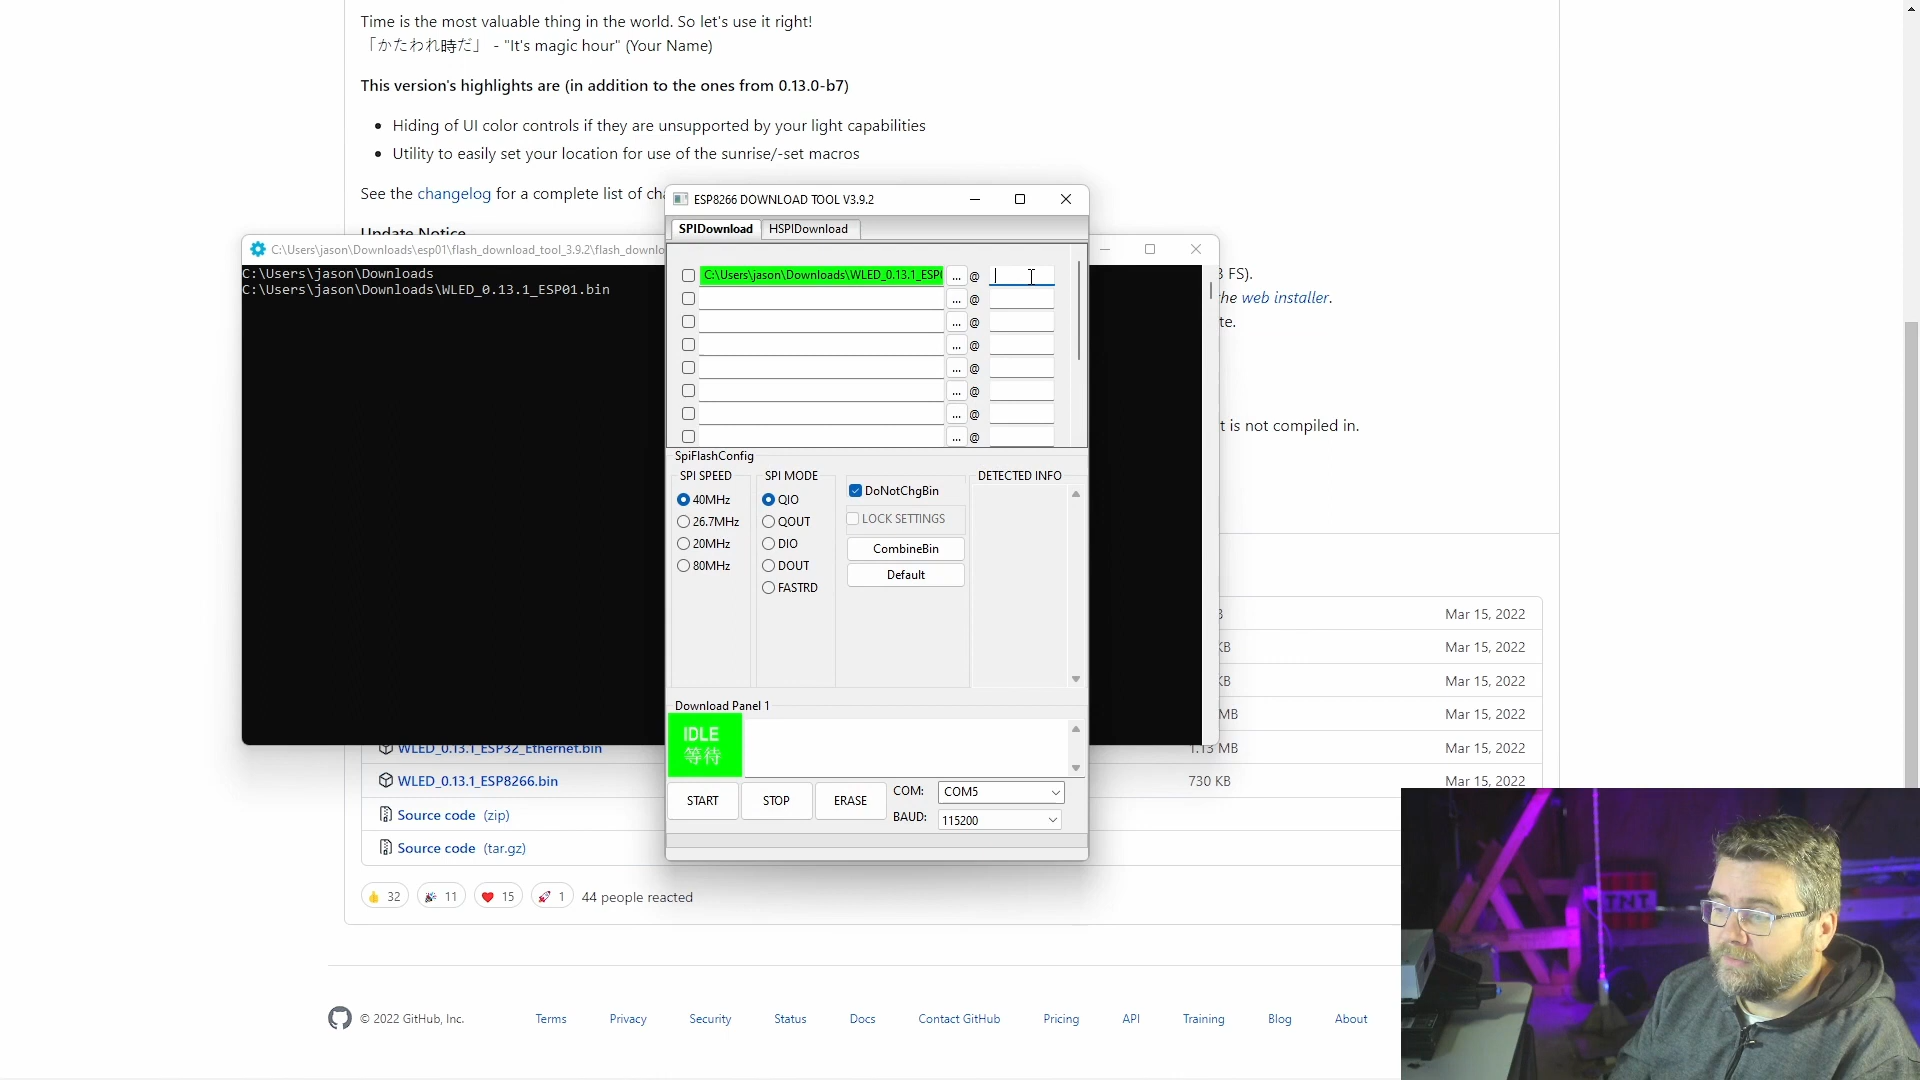 Time is the most valuable thing in the world. So let's use it right!
「かたわれ時だ」 - "It's magic hour" (Your Name)
This version's highlights are (in addition to the ones from 0.13.0-b7)
Hiding of UI color controls if they are unsupported by your light capabilities
Utility to easily set your location for use of the sunrise/-set macros
See the changelog for a complete list of cha
Update Notice
C:\Users\jason\Downloads\esp01\flash_download_tool_3.9.2\flash_downlo
C:\Users\jason\Downloads
C:\Users\jason\Downloads\WLED_0.13.1_ESP01.bin
ESP8266 DOWNLOAD TOOL V3.9.2
SPIDownload HSPIDownload
C:\Users\jason\Downloads\WLED_0.13.1_ESP( ... @
... @
... @
... @
... @
... @
... @
... @
SpiFlashConfig
SPI SPEED
40MHz
26.7MHz
20MHz
80MHz
SPI MODE
QIO
QOUT
DIO
DOUT
FASTRD
DoNotChgBin
LOCK SETTINGS
CombineBin
Default
DETECTED INFO
Download Panel 1
IDLE
等待
START STOP ERASE
COM: COM5
BAUD: 115200
FS).
the web installer.
te.
t is not compiled in.
B Mar 15, 2022
KB Mar 15, 2022
KB Mar 15, 2022
MB Mar 15, 2022
WLED_0.13.1_ESP32_Ethernet.bin 1.13 MB Mar 15, 2022
WLED_0.13.1_ESP8266.bin 730 KB Mar 15, 2022
Source code (zip)
Source code (tar.gz)
32 11 15 1 44 people reacted
TNT
© 2022 GitHub, Inc. Terms Privacy Security Status Docs Contact GitHub Pricing API Training Blog About